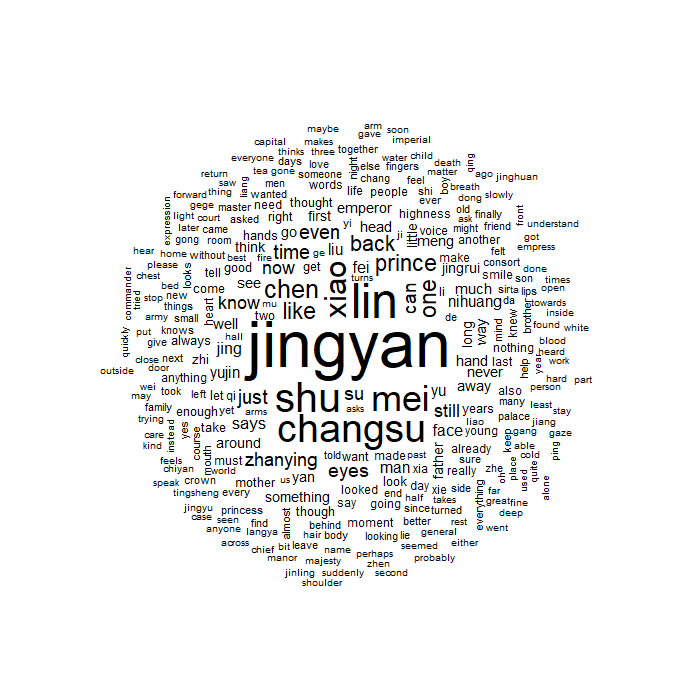 maybe arm soon
capital makes gave imperial
everyone thinks three together water child death qing
return tea gone days love someone night else fingers matter ago jinghuan
saw liang men words chang feel boy breath slowly
forward thing wanted life people shi ever dong
gege master need thought emperor highness little old finally front
expression light court asked right first yi head voice might ask friend understand
later came hands go even ji meng another felt got
gong room think time liu back prince make jingrui consort empress
hear home without best fire ge fei smile son done
please looks tell good now get turns li much sir ta lips open times
chest bed come see chen xiao lin can one nihuang da brother towards
commander tried stop new heart know mu like de long way mind knew inside
things two found white
army small well hall nothing year blood
quickly put knows always jing jingyan hand last help heard
give yujin never hard part
outside close next zhi door
wei anything took left let qi just shu su mei yu away also person
may yes yet arms asks still years many least stay
family enough changsu liao palace jiang
trying instead course take says face young keep gang gaze
care around told want made past father already able ping
kind mouth must zhanying eyes man xia sure oh place quite cold
feels world us yan look really zhe used alone
chiyan mother looked day xie side everything
speak crown every something say end half takes far great fine
tingsheng going since turned deep
jingyu princess almost though moment better rest went
case seen find behind general either
anyone langya hair body looking lie seemed probably
across chief bit leave name perhaps
manor majesty zhen
jinling suddenly second
shoulder